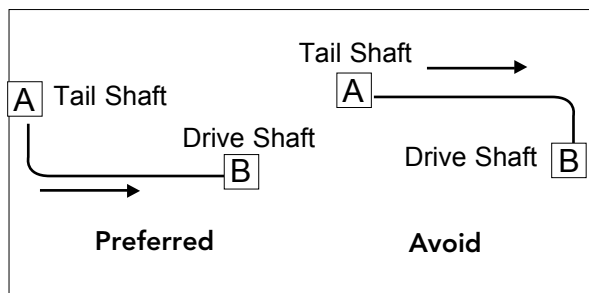 A Tail Shaft
Drive Shaft
B
Preferred
Tail Shaft
A
Drive Shaft B
Avoid